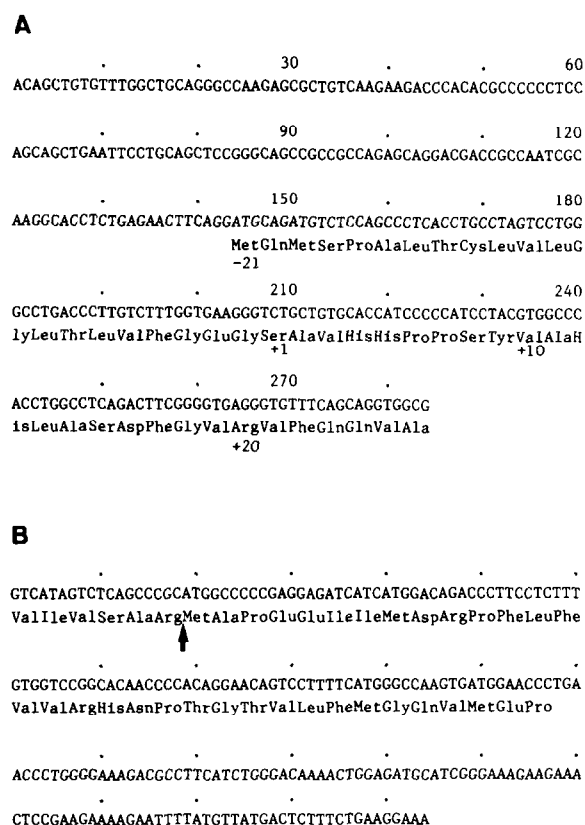 A
. . 30 . . 60
ACAGCTGTGTTTGGCTGCAGGGCCAAGAGCGCTGTCAAGAAGACCCACACGCCCCCCTCC
. . 90 . . 120
AGCAGCTGAATTCCTGCAGCTCCGGGCAGCCGCCGCCAGAGCAGGACGACCGCCAATCGC
. . 150 . . 180
AAGGCACCTCTGAGAACTTCAGGATGCAGATGTCTCCAGCCCTCACCTGCCTAGTCCTGG
MetGlnMetSerProAlaLeuThrCysLeuValLeuG
-21
. . 210 . . 240
GCCTGACCCTTGTCTTTGGTGAAGGGTCTGCTGTGCACCATCCCCCATCCTACGTGGCCC
lyLeuThrLeuValPheGlyGluGlySerAlaValHisHisProProSerTyrValAlaH
+1 +10
. . 270 .
ACCTGGCCTCAGACTTCGGGGTGAGGGTGTTTCAGCAGGTGGCG
isLeuAlaSerAspPheGlyValArgValPheGlnGlnValAla
+20
B
. . . . . .
GTCATAGTCTCAGCCCGCATGGCCCCCGAGGAGATCATCATGGACAGACCCTTCCTCTTT
ValIleValSerAlaArgMetAlaProGluGluIleIleMetAspArgProPheLeuPhe
. . . . . .
GTGGTCCGGCACAACCCCACAGGAACAGTCCTTTTCATGGGCCAAGTGATGGAACCCTGA
ValValArgHisAsnProThrGlyThrValLeuPheMetGlyGlnValMetGluPro
. . . . . .
ACCCTGGGGAAAGACGCCTTCATCTGGGACAAAACTGGAGATGCATCGGGAAAGAAGAAA
. . . .
CTCCGAAGAAAAGAATTTTATGTTATGACTCTTTCTGAAGGAAA